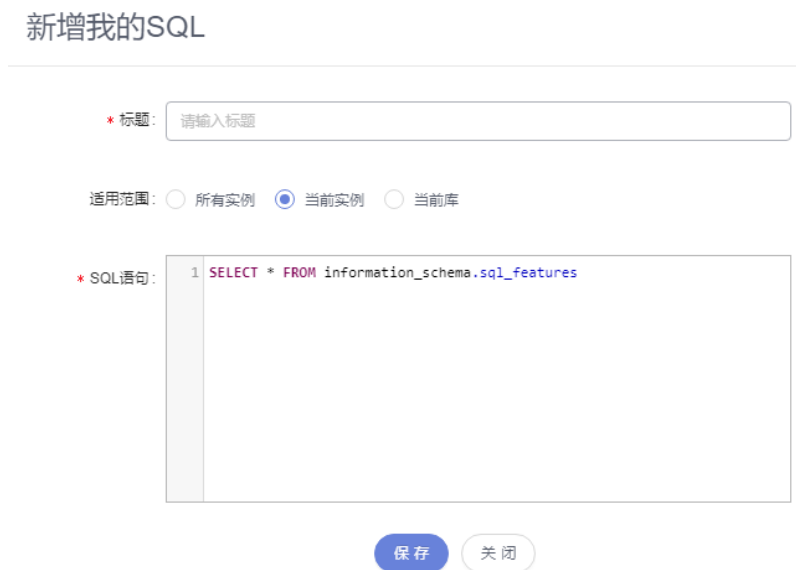 新增我的SQL
* 标题: 请输入标题
适用范围: 所有实例 当前实例 当前库
* SQL语句: 1 SELECT * FROM information_schema.sql_features
保存 关闭